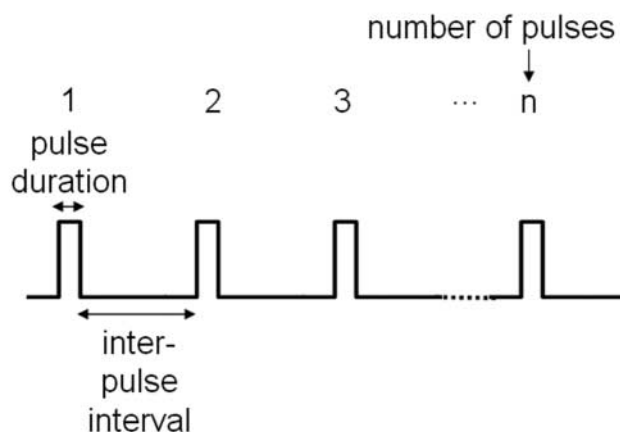 number of pulses
1 2 3 ... n
pulse
duration
inter-
pulse
interval